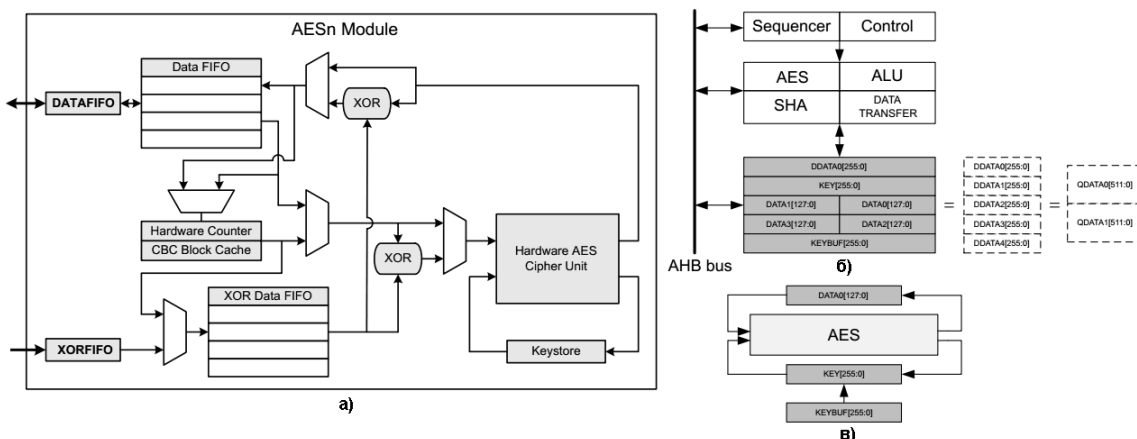 AESn Module
Data FIFO
DATAFIFO
XOR
Hardware Counter
CBC Block Cache
XOR
Hardware AES
Cipher Unit
XOR Data FIFO
XORFIFO
Keystore
а)
Sequencer
Control
AES
ALU
SHA
DATA
TRANSFER
DDATA0[255:0]
KEY[255:0]
DATA1[127:0]
DATA0[127:0]
DATA3[127:0]
DATA2[127:0]
KEYBUF[255:0]
=
DDATA0[255:0]
DDATA1[255:0]
DDATA2[255:0]
DDATA3[255:0]
DDATA4[255:0]
=
QDATA0[511:0]
QDATA1[511:0]
AHB bus
б)
DATA0[127:0]
AES
KEY[255:0]
KEYBUF[255:0]
в)